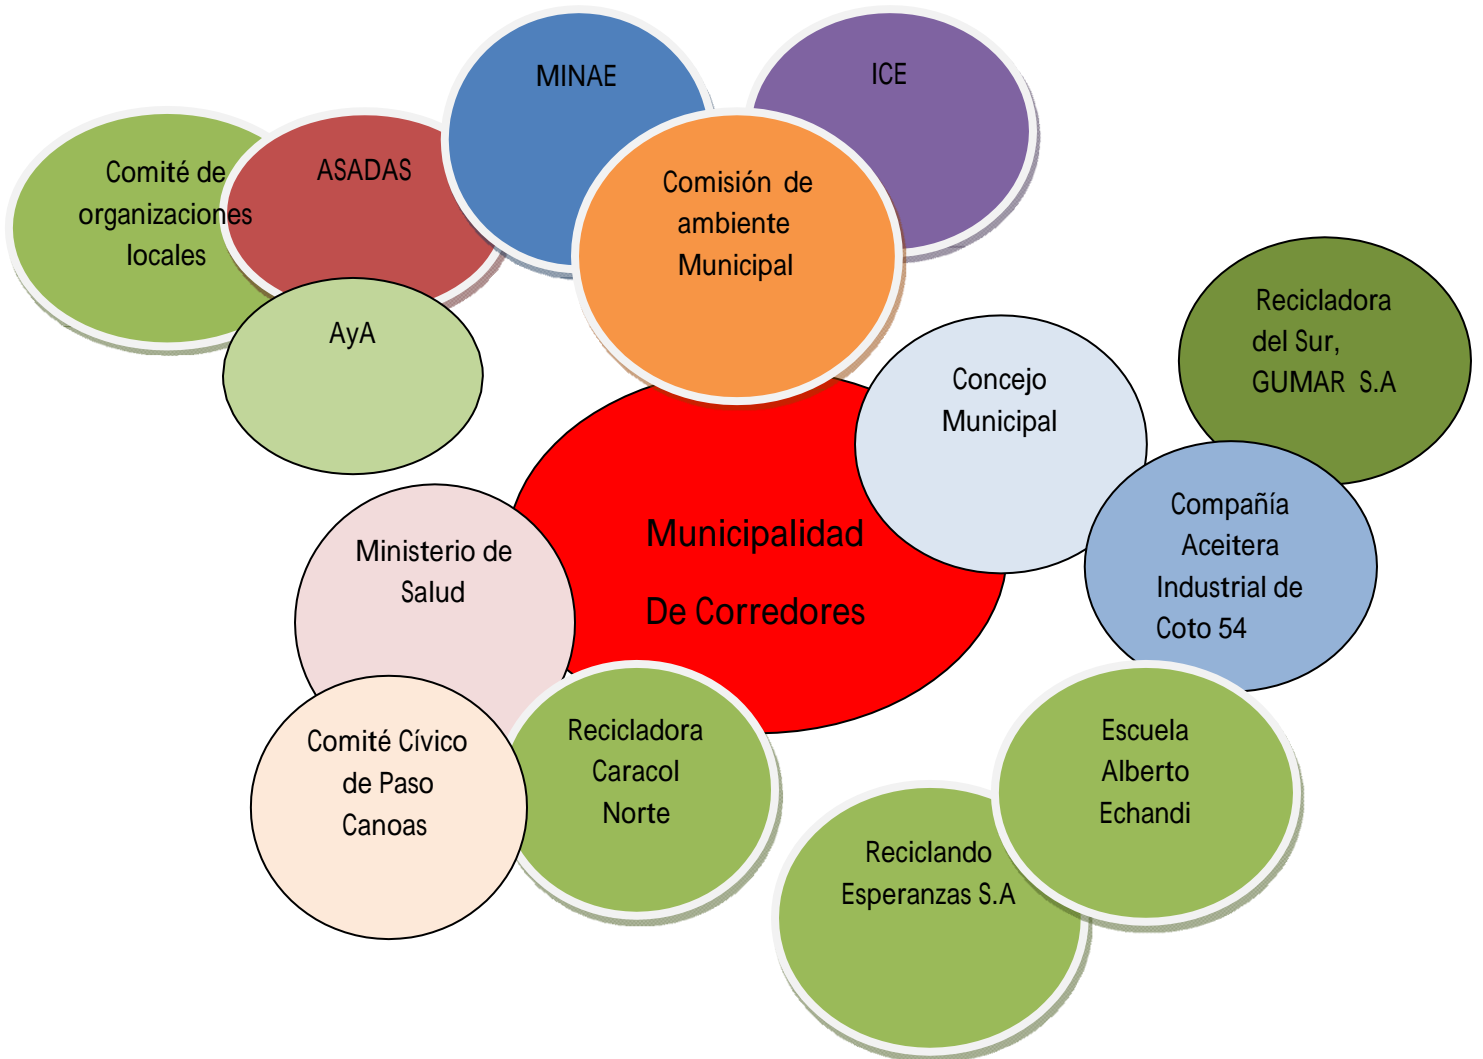 MINAE
ICE
Comité de
organizaciones
locales
ASADAS
Comisión de
ambiente
Municipal
AyA
Recicladora
del Sur,
GUMAR S.A
Concejo
Municipal
Compañía
Aceitera
Industrial de
Coto 54
Municipalidad
De Corredores
Ministerio de
Salud
Comité Cívico
de Paso
Canoas
Recicladora
Caracol
Norte
Escuela
Alberto
Echandi
Reciclando
Esperanzas S.A